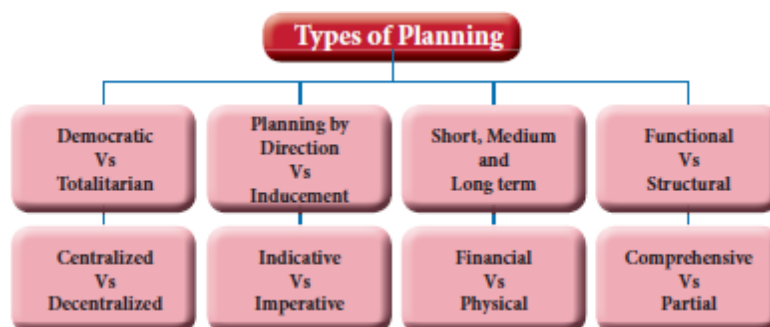 Types of Planning
Democratic
Vs
Totalitarian
Planning by
Direction
Vs
Inducement
Short, Medium
and
Long term
Functional
Vs
Structural
Centralized
Vs
Decentralized
Indicative
Vs
Imperative
Financial
Vs
Physical
Comprehensive
Vs
Partial